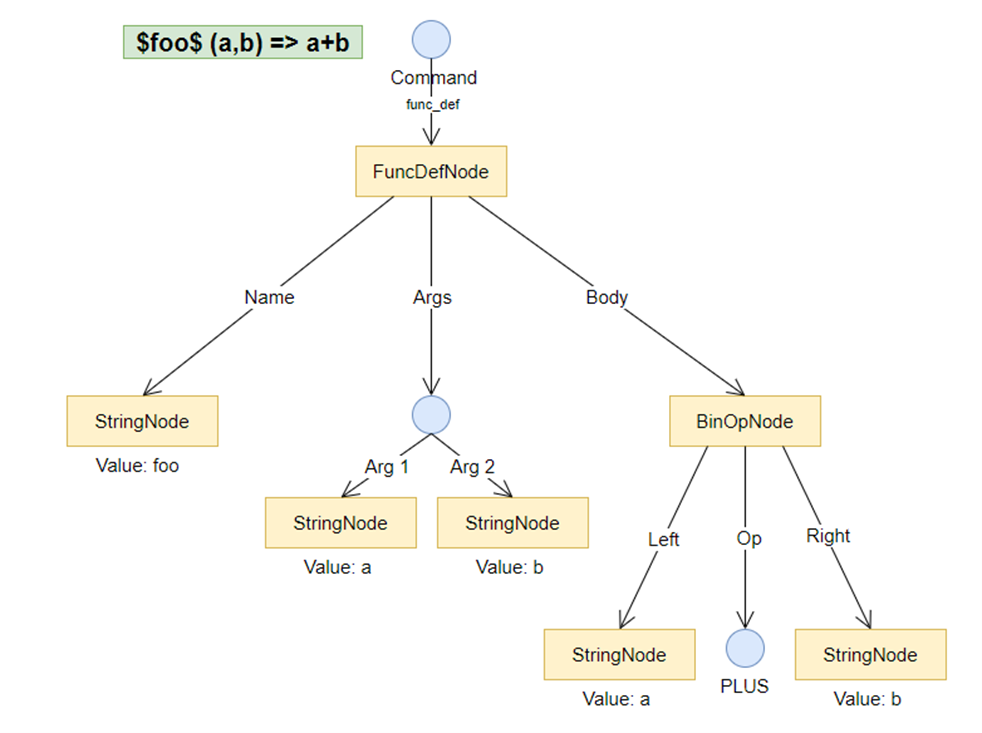 $foo$ (a,b) => a+b
Command
func_def
FuncDefNode
Name
Args
Body
StringNode
Value: foo
BinOpNode
Arg 1
Arg 2
StringNode
Value: a
StringNode
Value: b
Left
Op
Right
StringNode
Value: a
PLUS
StringNode
Value: b